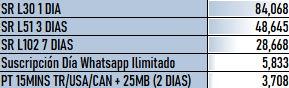 SR L30 1 DIA 84,068
SR L51 3 DIAS 48,645
SR L102 7 DIAS 28,668
Suscripción Día Whatsapp Ilimitado 5,833
PT 15MINS TR/USA/CAN + 25MB (2 DIAS) 3,708